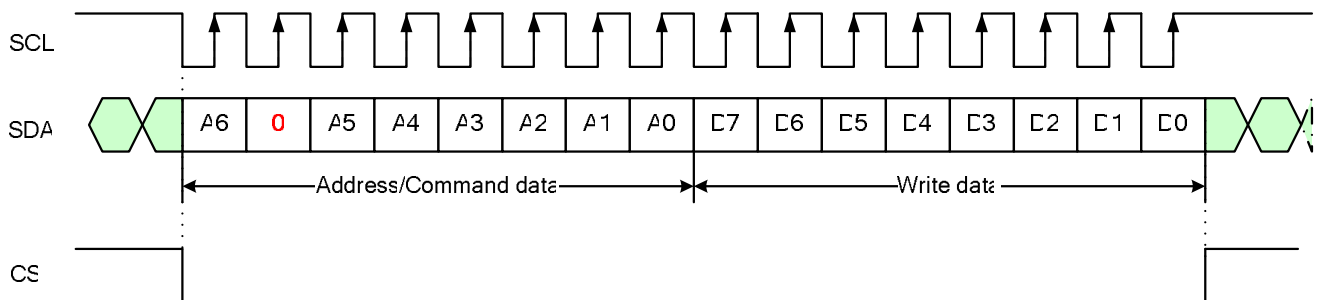 SCL
SDA A6 0 A5 A4 A3 A2 A1 A0 D7 D6 D5 D4 D3 D2 D1 D0
Address/Command data Write data
CS